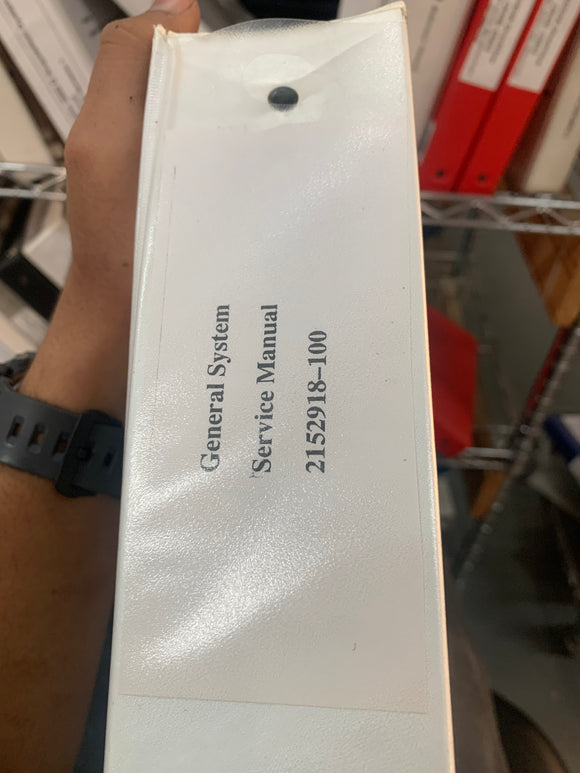 General System
Service Manual
2152918–100